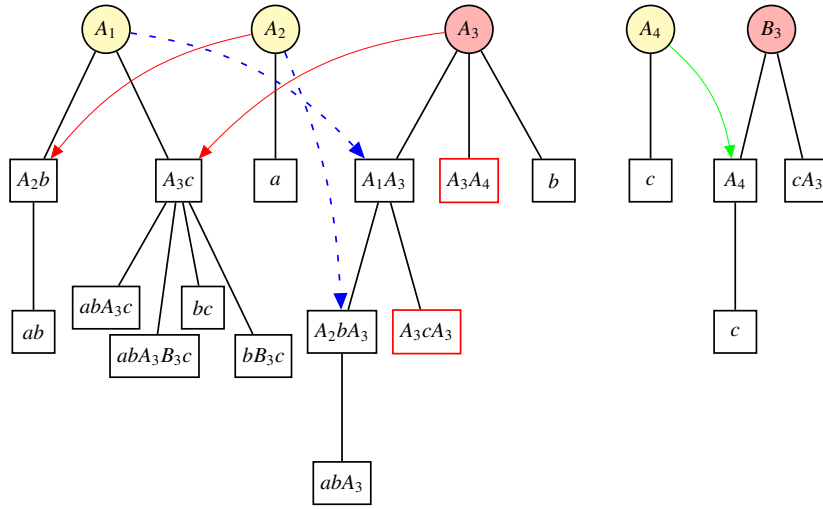 A₁ A₂ A₃ A₄ B₃
A₂b A₃c a A₁A₃ A₃A₄ b c A₄ cA₃
abA₃c bc
ab abA₃B₃c bB₃c A₂bA₃ A₃cA₃ c
abA₃